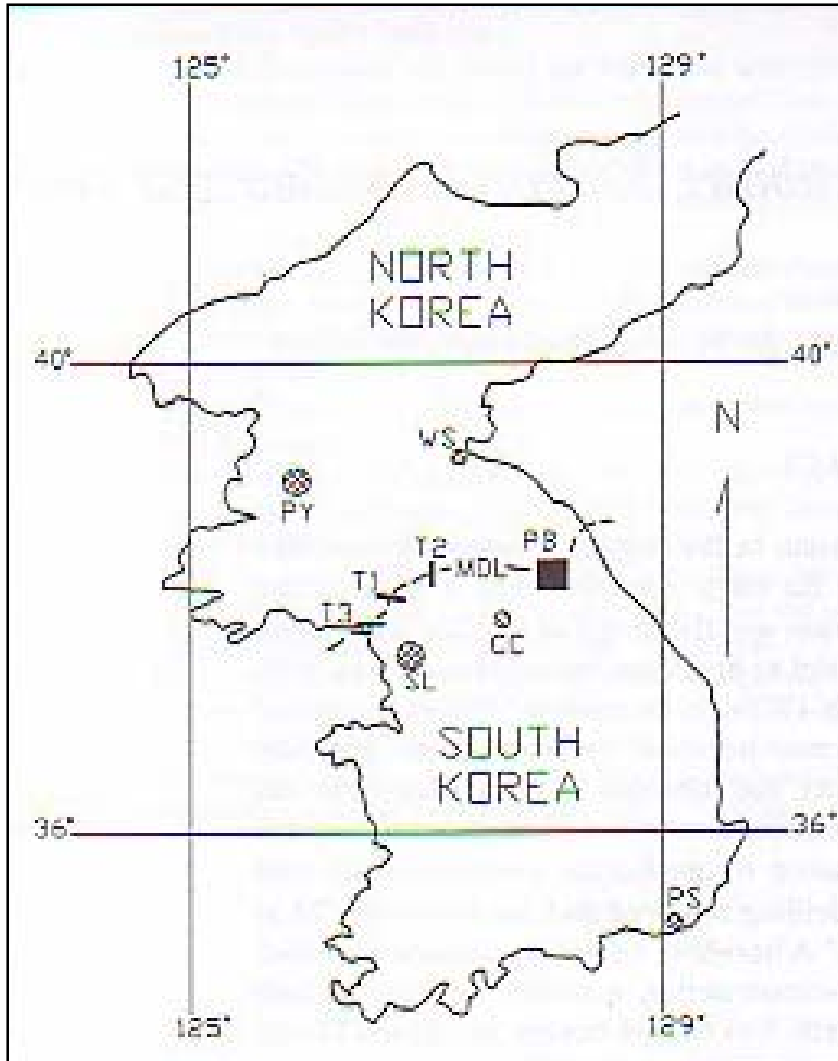 125° 129°
NORTH
KOREA
40° 40°
N
WS
PY
T2 PB
MDL
T1
T3
CC
SL
SOUTH
KOREA
36° 36°
PS
125° 129°